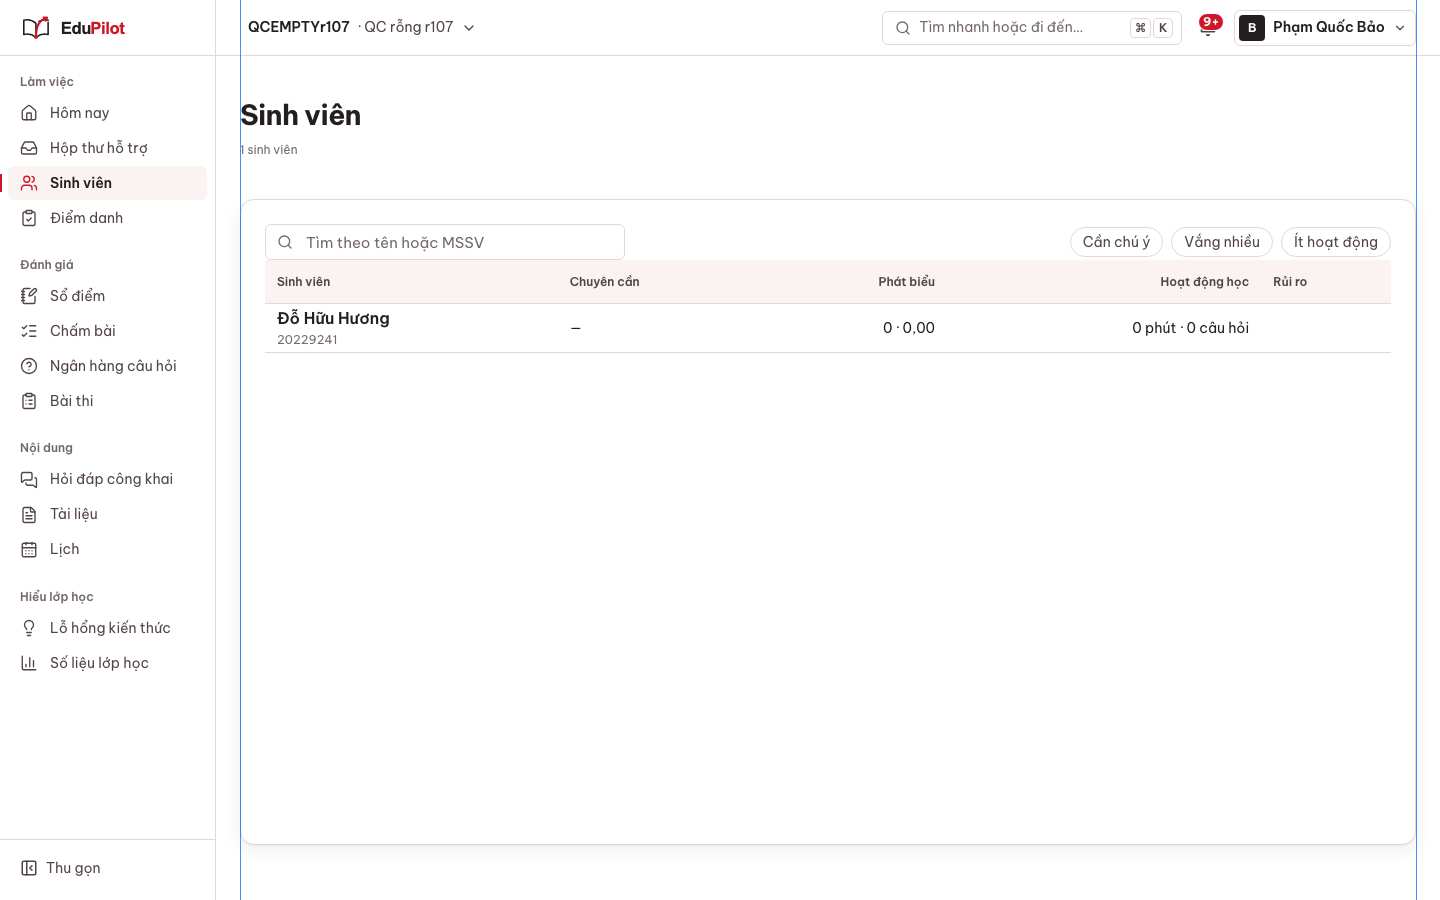 EduPilot
QCEMPTYr107 · QC rỗng r107
Tìm nhanh hoặc đi đến... ⌘ K
9+
B Phạm Quốc Bảo
Làm việc
Hôm nay
Hộp thư hỗ trợ
Sinh viên
Điểm danh
Đánh giá
Sổ điểm
Chấm bài
Ngân hàng câu hỏi
Bài thi
Nội dung
Hỏi đáp công khai
Tài liệu
Lịch
Hiểu lớp học
Lỗ hổng kiến thức
Số liệu lớp học
Thu gọn
Sinh viên
1 sinh viên
Tìm theo tên hoặc MSSV
Cần chú ý Vắng nhiều Ít hoạt động
Sinh viên Chuyên cần Phát biểu Hoạt động học Rủi ro
Đỗ Hữu Hương — 0 · 0,00 0 phút · 0 câu hỏi
20229241